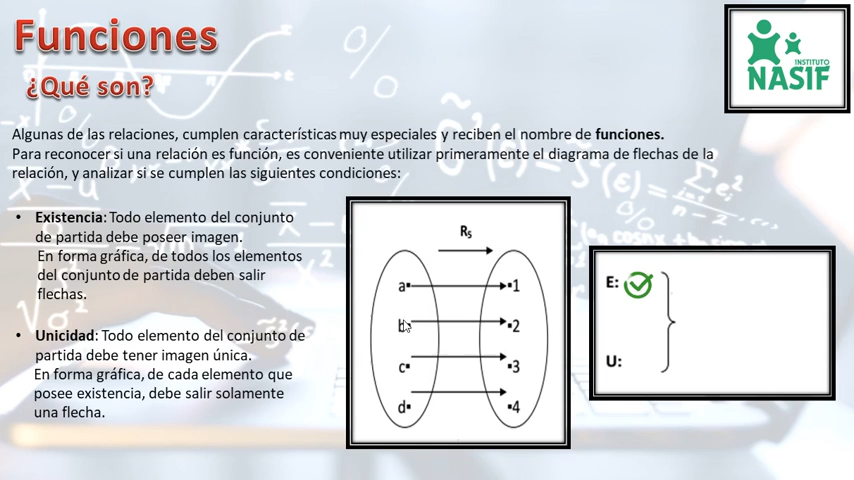 Funciones
¿Qué son?
INSTITUTO
NASIF
Algunas de las relaciones, cumplen características muy especiales y reciben el nombre de funciones.
Para reconocer si una relación es función, es conveniente utilizar primeramente el diagrama de flechas de la
relación, y analizar si se cumplen las siguientes condiciones:
• Existencia: Todo elemento del conjunto
de partida debe poseer imagen.
En forma gráfica, de todos los elementos
del conjunto de partida deben salir
flechas.
• Unicidad: Todo elemento del conjunto de
partida debe tener imagen única.
En forma gráfica, de cada elemento que
posee existencia, debe salir solamente
una flecha.
R₅
a 1
b 2
c 3
d 4
E:
U: